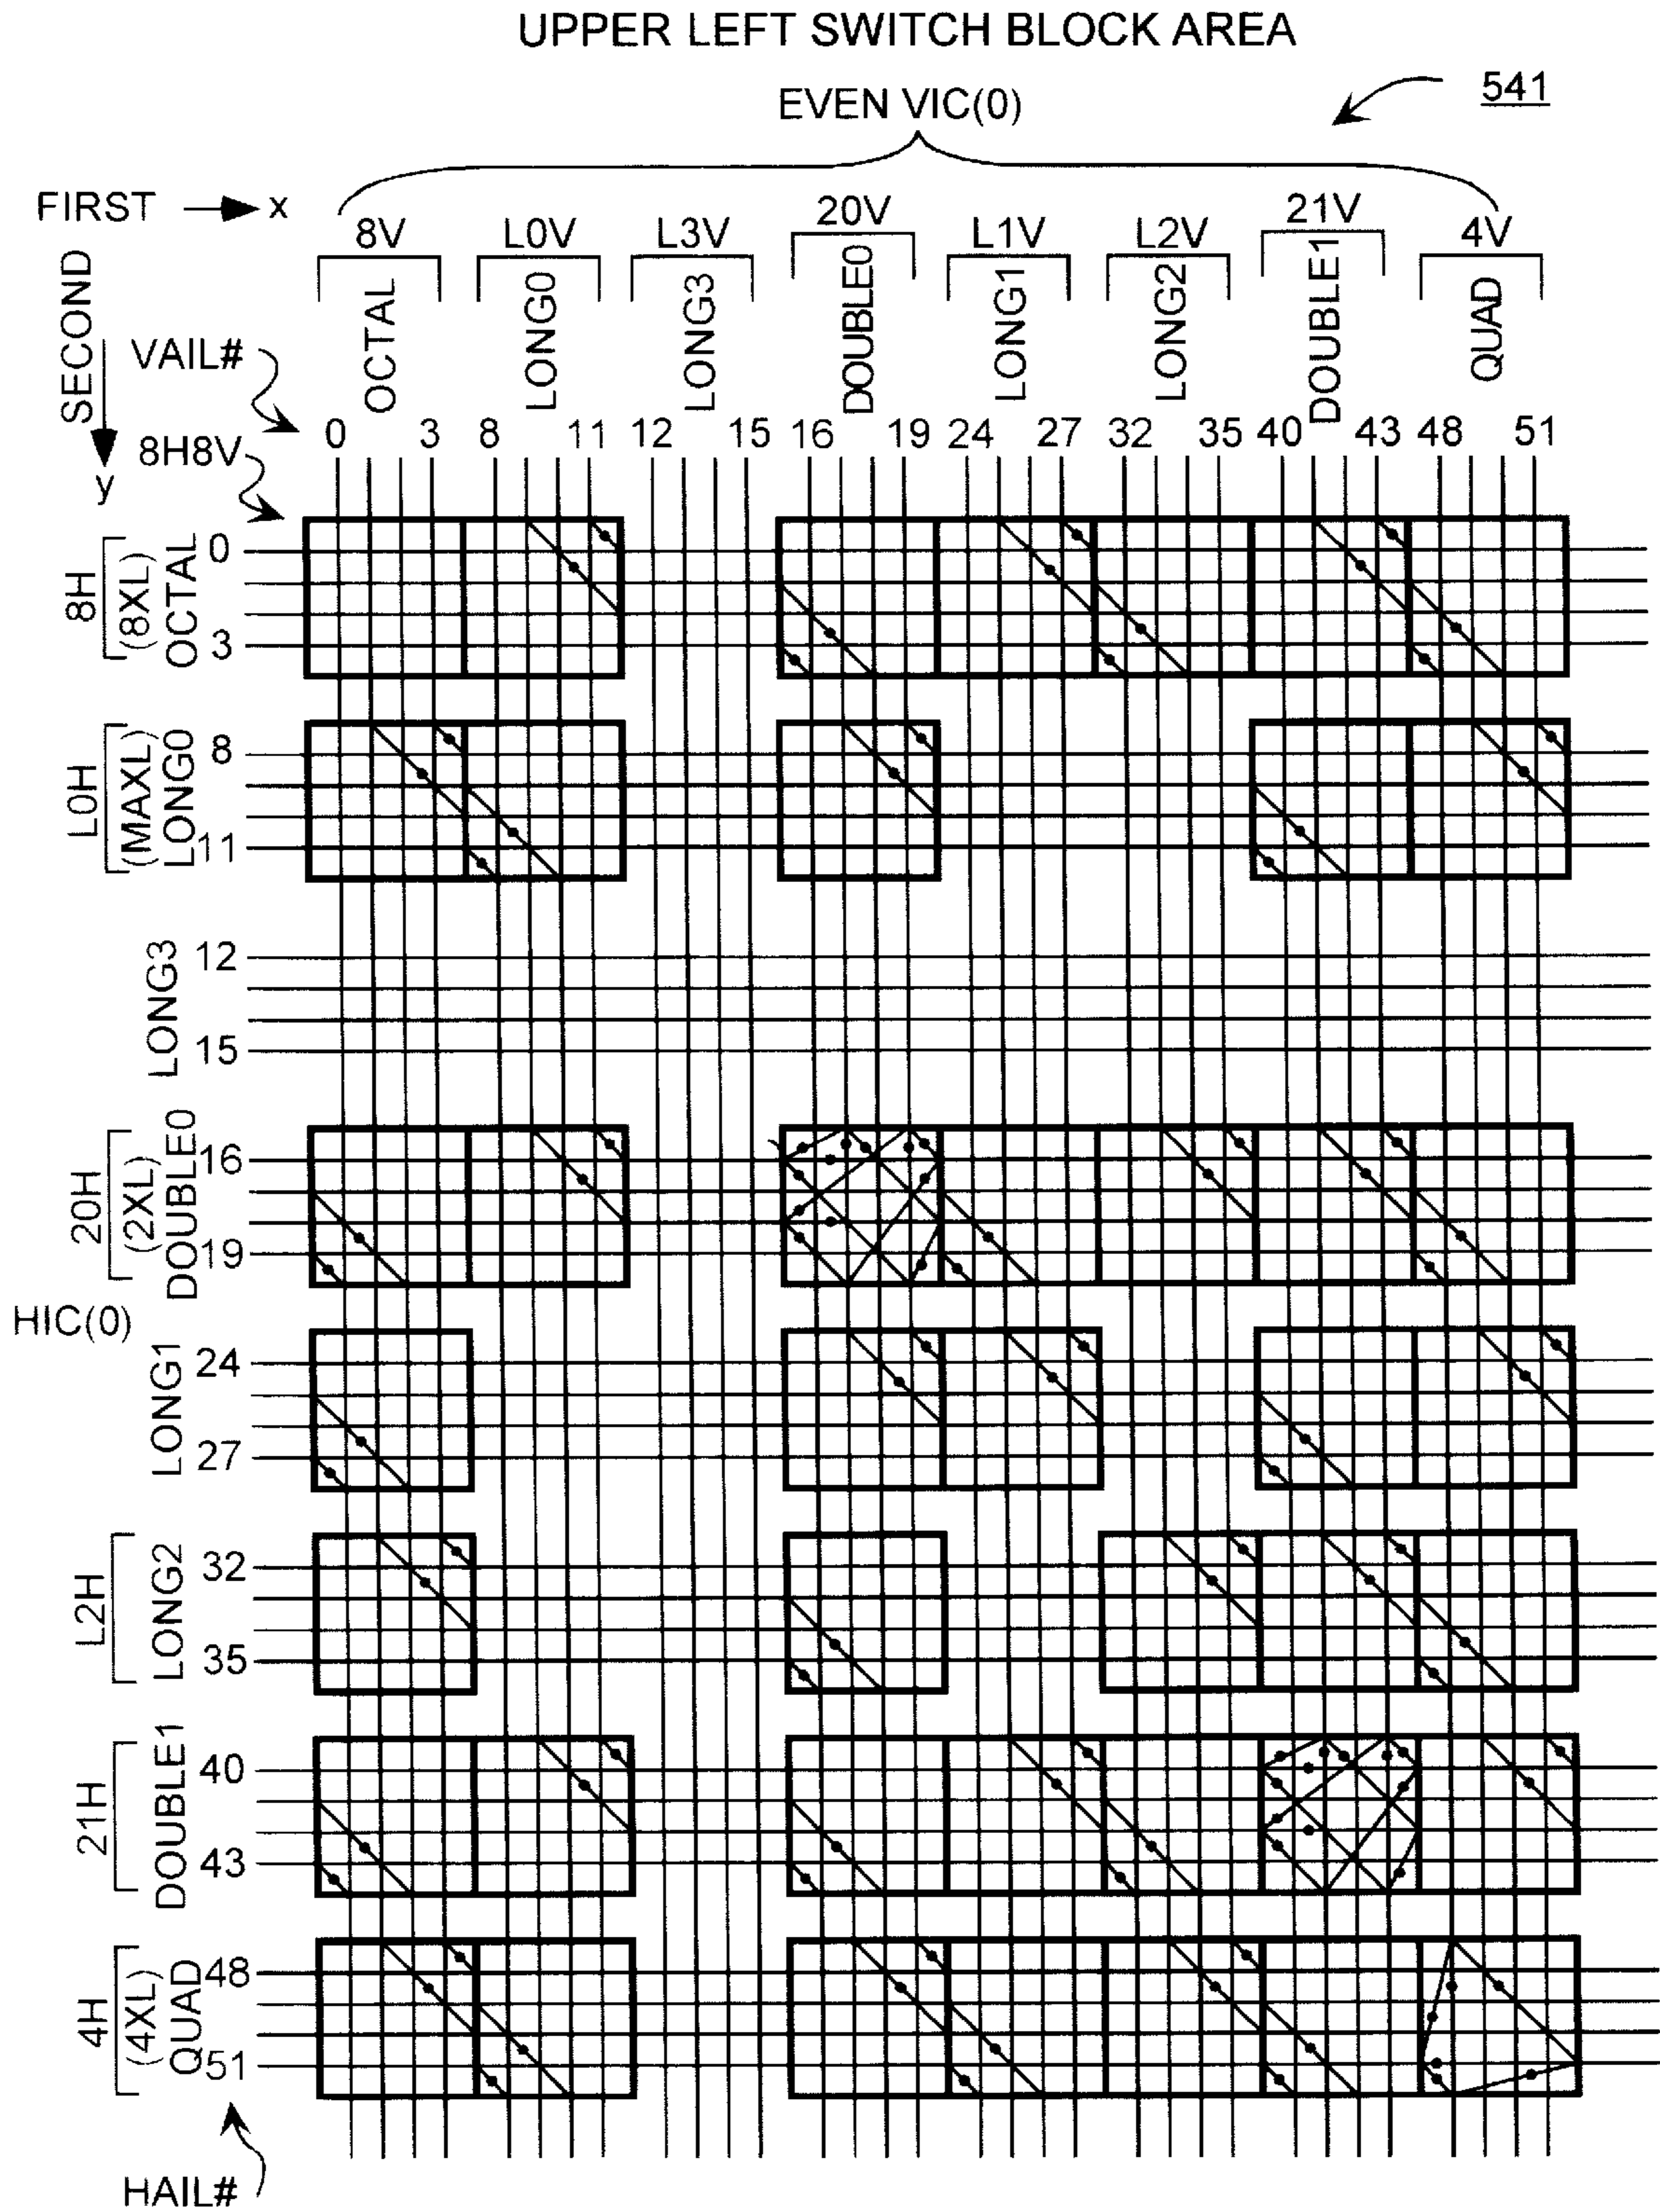 UPPER LEFT SWITCH BLOCK AREA
541
EVEN VIC(0)
FIRST x
8V L0V L3V 20V L1V L2V 21V 4V
OCTAL LONG0 LONG3 DOUBLE0 LONG1 LONG2 DOUBLE1 QUAD
SECOND
y
VAIL#
0 3 8 11 12 15 16 19 24 27 32 35 40 43 48 51
8H8V
8H
(8XL)
OCTAL
0
3
L0H
(MAXL)
LONG0
8
11
LONG3
12
15
20H
(2XL)
DOUBLE0
16
19
HIC(0)
LONG1
24
27
L2H
LONG2
32
35
21H
DOUBLE1
40
43
4H
(4XL)
QUAD
48
51
HAIL#